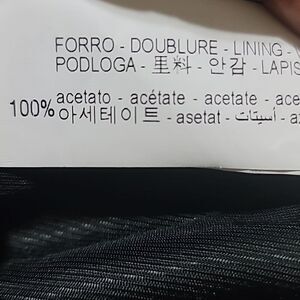 FORRO - DOUBLURE - LINING -
PODLOGA - 里料 - 안감 - LAPIS
100% acetato - acétate - acetate - ace
아세테이트 - asetat - أسيتات - a